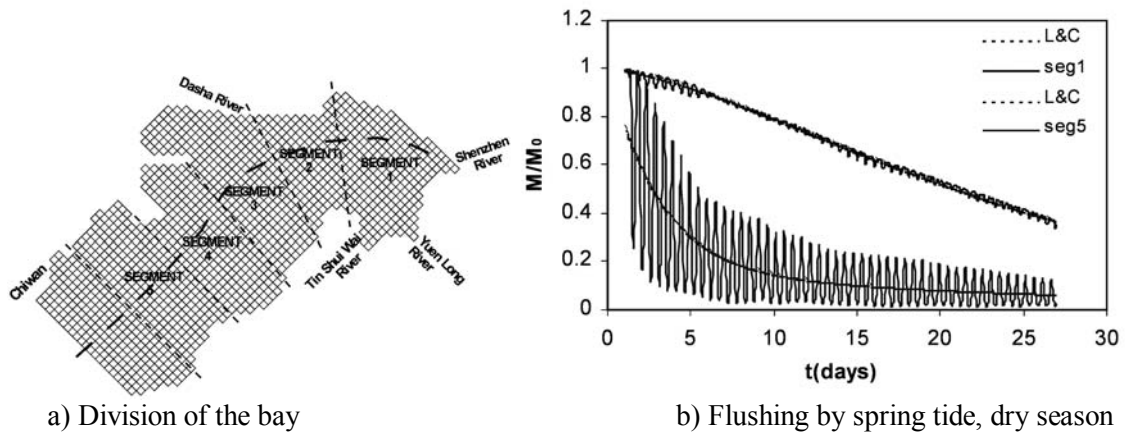 Dasha River
SEGMENT
2
SEGMENT
1
Shenzhen
River
SEGMENT
3
SEGMENT
4
SEGMENT
5
Tin Shui Wai
River
Yuen Long
River
Chiwan
a) Division of the bay
1.2
1
0.8
0.6
0.4
0.2
0
M/M0
0
5
10
15
20
25
30
t(days)
L&C
seg1
L&C
seg5
b) Flushing by spring tide, dry season